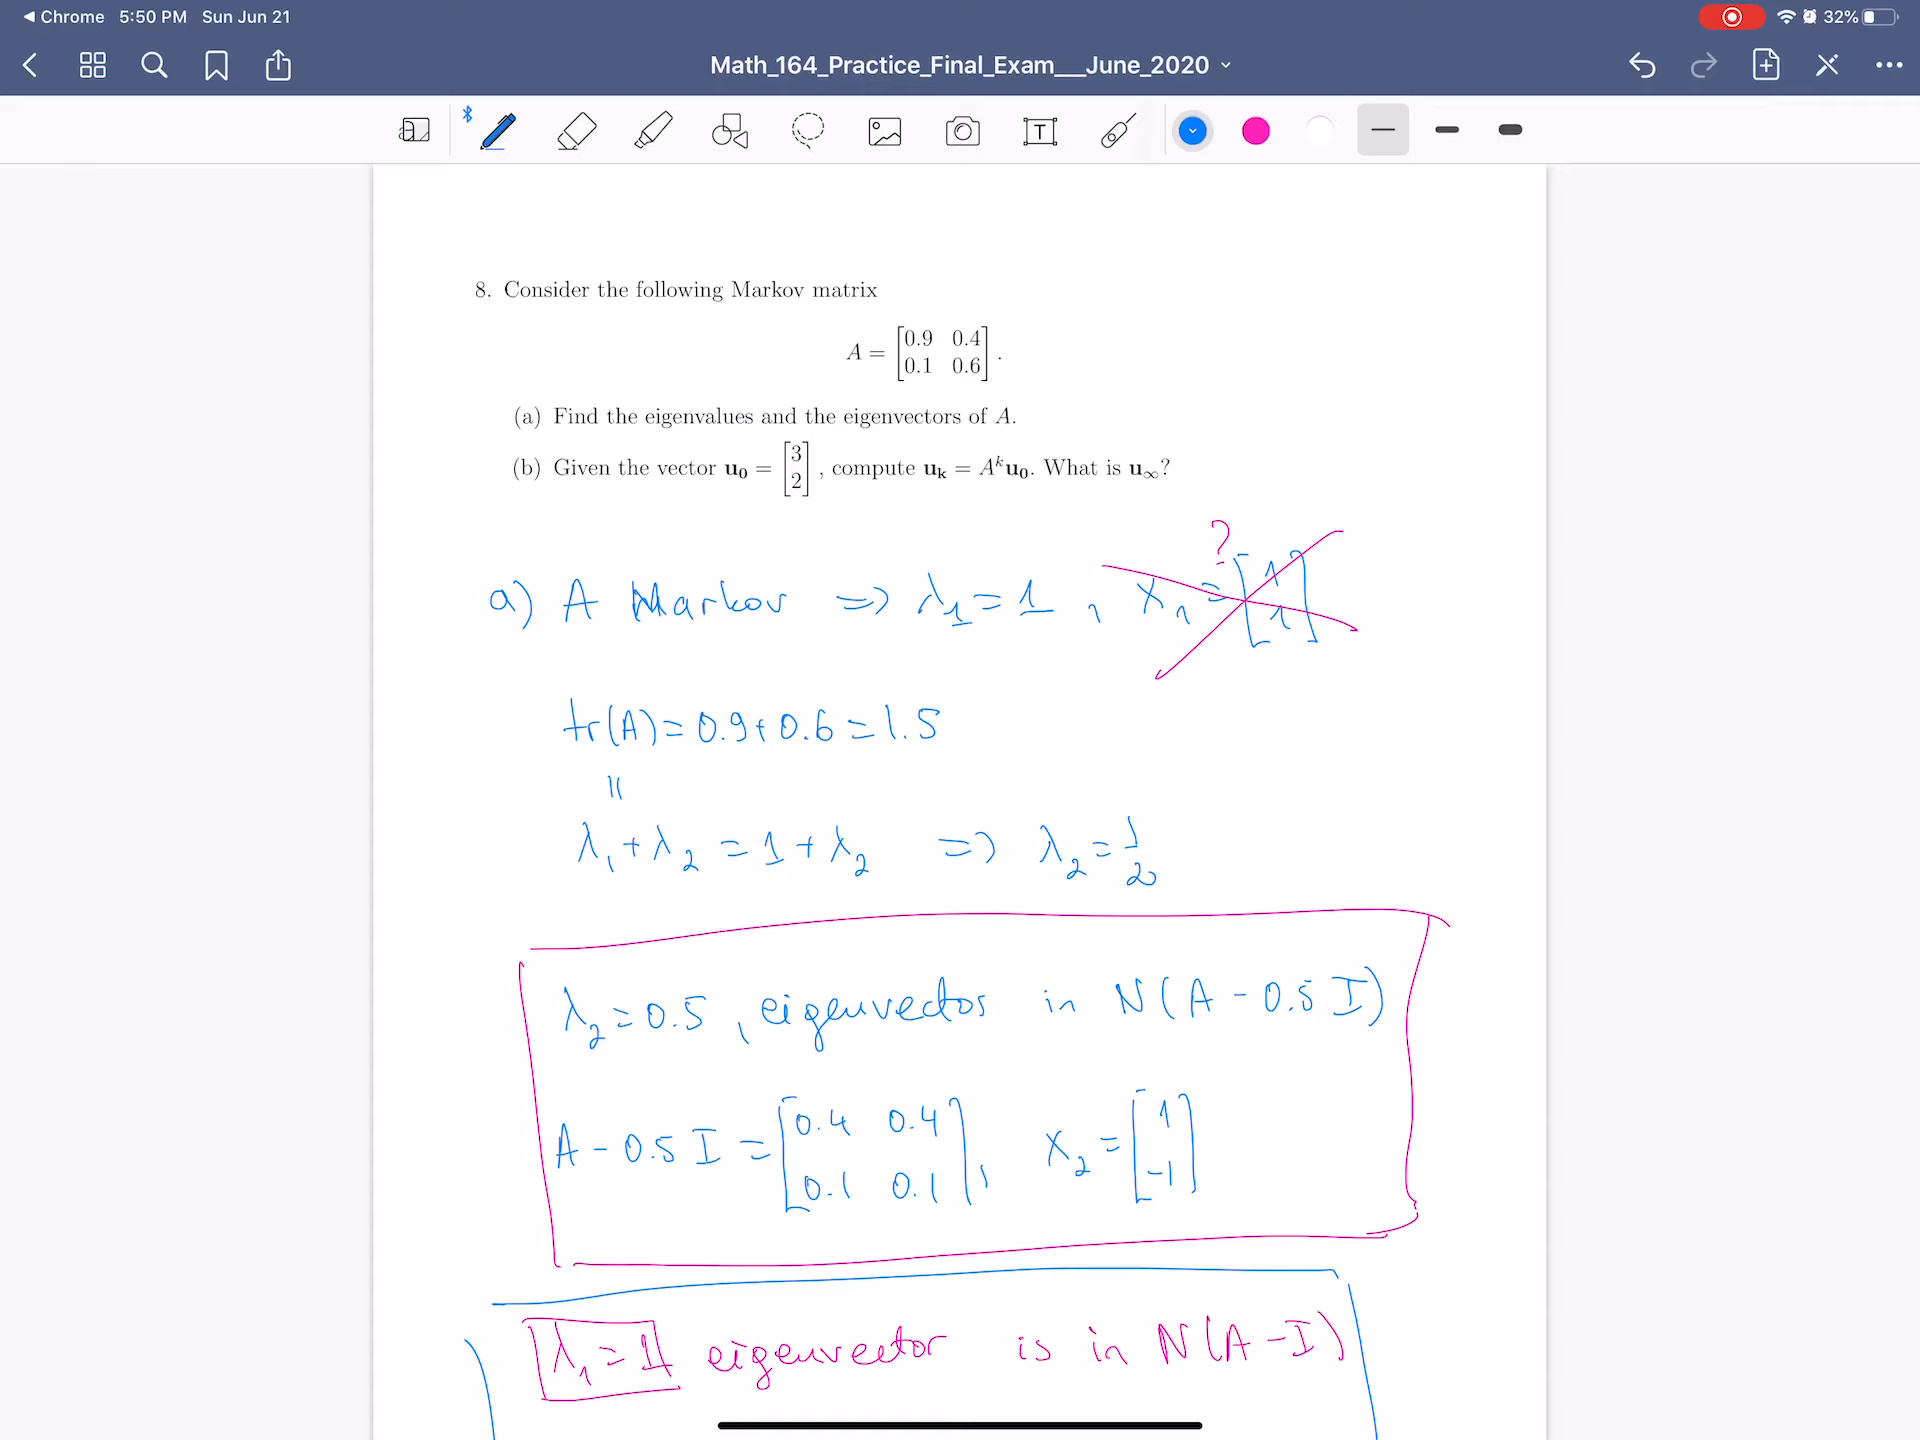 ◀ Chrome 5:50 PM Sun Jun 21 32%
Math_164_Practice_Final_Exam___June_2020
8. Consider the following Markov matrix
A = [0.9 0.4
0.1 0.6].
(a) Find the eigenvalues and the eigenvectors of A.
(b) Given the vector u₀ = [3 2], compute uₖ = Aᵏu₀. What is u∞?
?
a) A Markov => λ₁ = 1, x₁ = [1 1]
tr(A) = 0.9 + 0.6 = 1.5
||
λ₁ + λ₂ = 1 + λ₂ => λ₂ = 1/2
λ₂ = 0.5, eigenvectos in N(A - 0.5 I)
A - 0.5 I = [0.4 0.4
0.1 0.1], x₂ = [1 -1]
λ₁ = 1 eigenvector is in N(A - I)